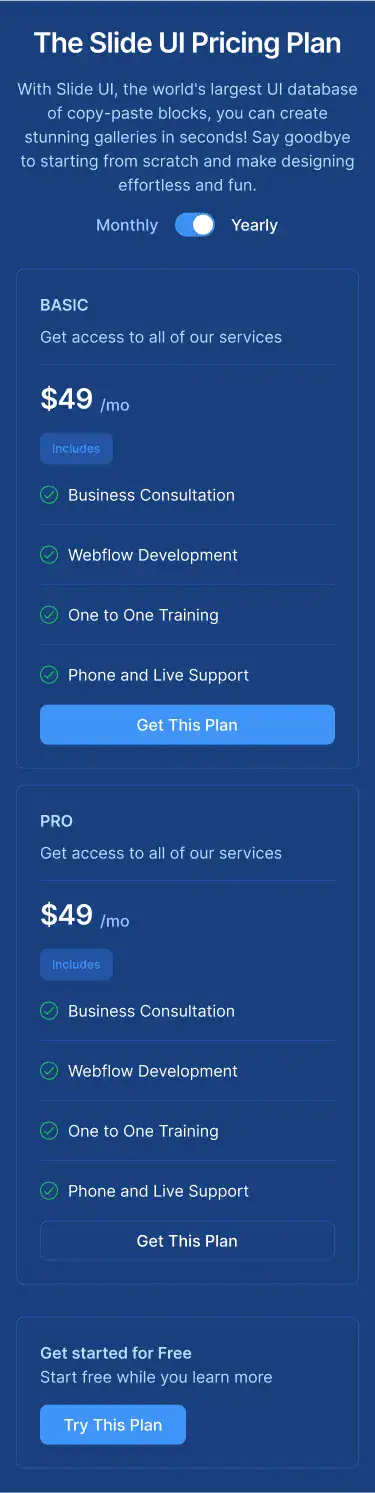 The Slide UI Pricing Plan
With Slide UI, the world's largest UI database
of copy-paste blocks, you can create
stunning galleries in seconds! Say goodbye
to starting from scratch and make designing
effortless and fun.
Monthly Yearly
BASIC
Get access to all of our services
$49 /mo
Includes
Business Consultation
Webflow Development
One to One Training
Phone and Live Support
Get This Plan
PRO
Get access to all of our services
$49 /mo
Includes
Business Consultation
Webflow Development
One to One Training
Phone and Live Support
Get This Plan
Get started for Free
Start free while you learn more
Try This Plan